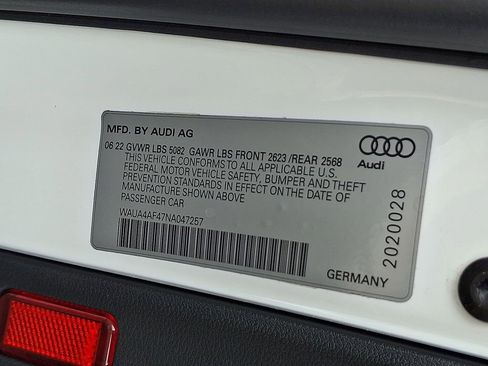 MFD. BY AUDI AG
06 22 GVWR LBS 5082 GAWR LBS FRONT 2623 /REAR 2568
THIS VEHICLE CONFORMS TO ALL APPLICABLE U.S.
FEDERAL MOTOR VEHICLE SAFETY, BUMPER AND THEFT
PREVENTION STANDARDS IN EFFECT ON THE DATE OF
MANUFACTURE SHOWN ABOVE
PASSENGER CAR
WAUA4AF47NA047257
Audi
2020028
GERMANY